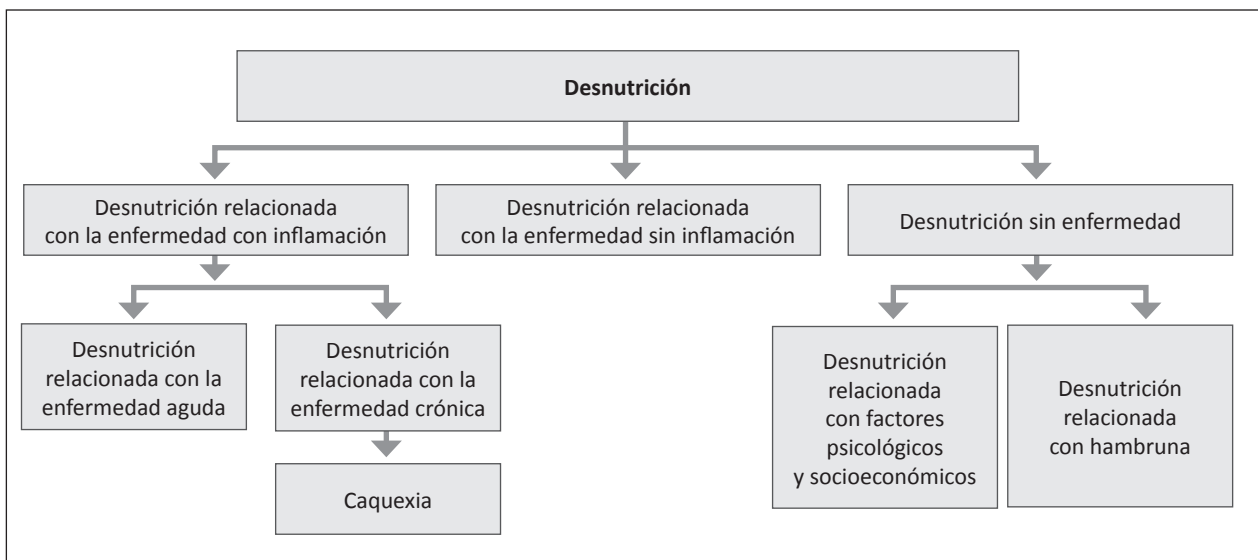 Desnutrición
Desnutrición relacionada
con la enfermedad con inflamación
Desnutrición relacionada
con la enfermedad sin inflamación
Desnutrición sin enfermedad
Desnutrición
relacionada con la
enfermedad aguda
Desnutrición
relacionada con la
enfermedad crónica
Desnutrición
relacionada
con factores
psicológicos
y socioeconómicos
Desnutrición
relacionada
con hambruna
Caquexia